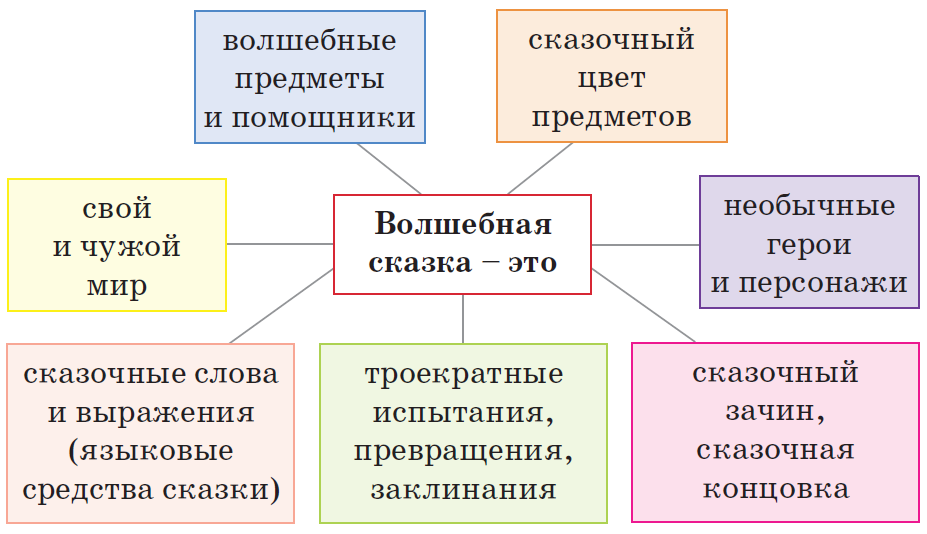 волшебные
предметы
и помощники
сказочный
цвет
предметов
свой
и чужой
мир
Волшебная
сказка – это
необычные
герои
и персонажи
сказочные слова
и выражения
(языковые
средства сказки)
троекратные
испытания,
превращения,
заклинания
сказочный
зачин,
сказочная
концовка